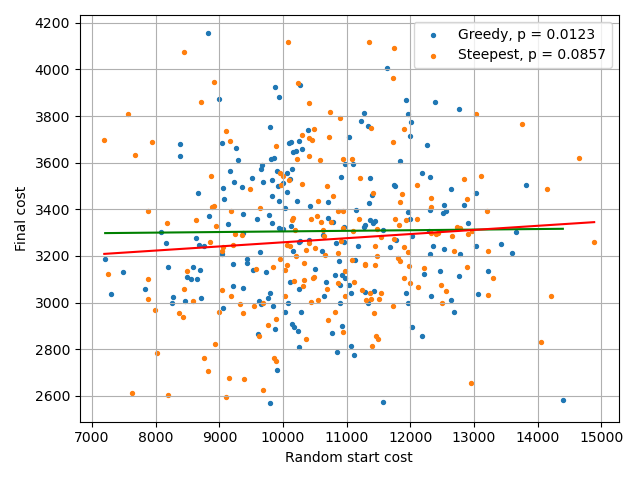 Greedy, p = 0.0123
Steepest, p = 0.0857
Final cost
4200
4000
3800
3600
3400
3200
3000
2800
2600
7000 8000 9000 10000 11000 12000 13000 14000 15000
Random start cost